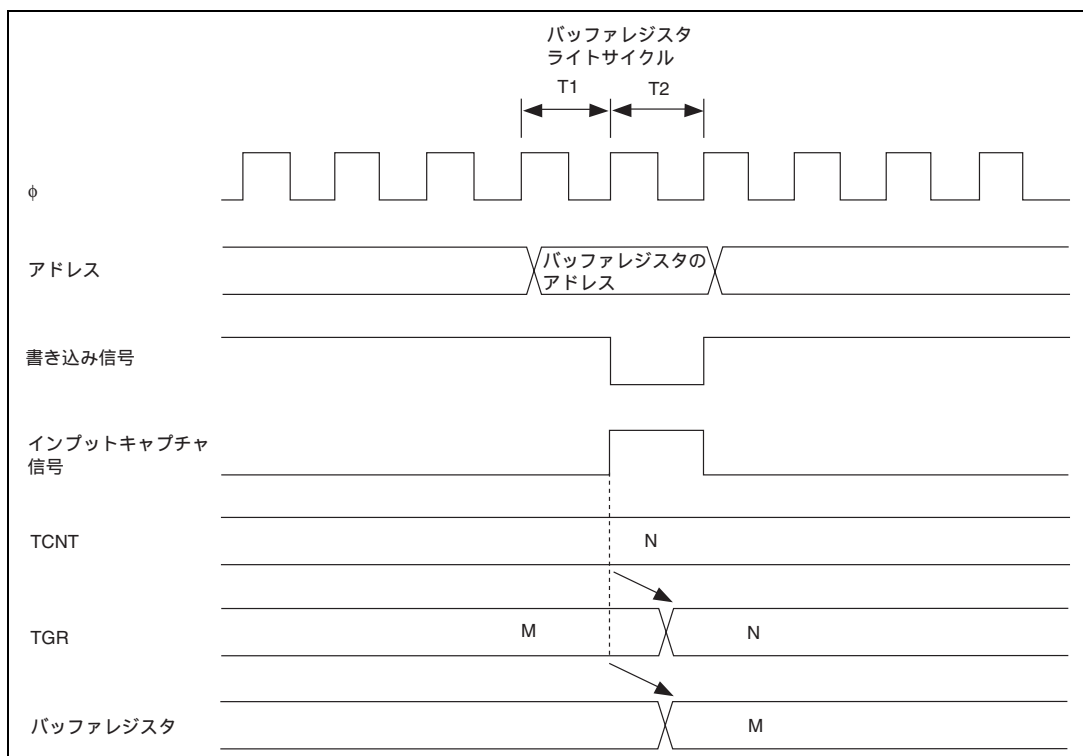 バッファレジスタ
ライトサイクル
T1 T2
φ
アドレス
バッファレジスタの
アドレス
書き込み信号
インプットキャプチャ
信号
TCNT
N
TGR
M N
バッファレジスタ
M